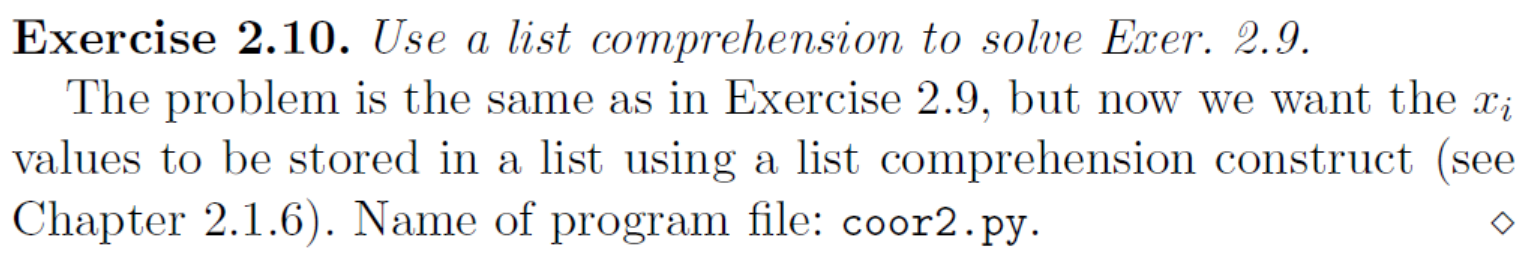 Exercise 2.10. Use a list comprehension to solve Exer. 2.9.
The problem is the same as in Exercise 2.9, but now we want the xᵢ
values to be stored in a list using a list comprehension construct (see
Chapter 2.1.6). Name of program file: coor2.py. ◇